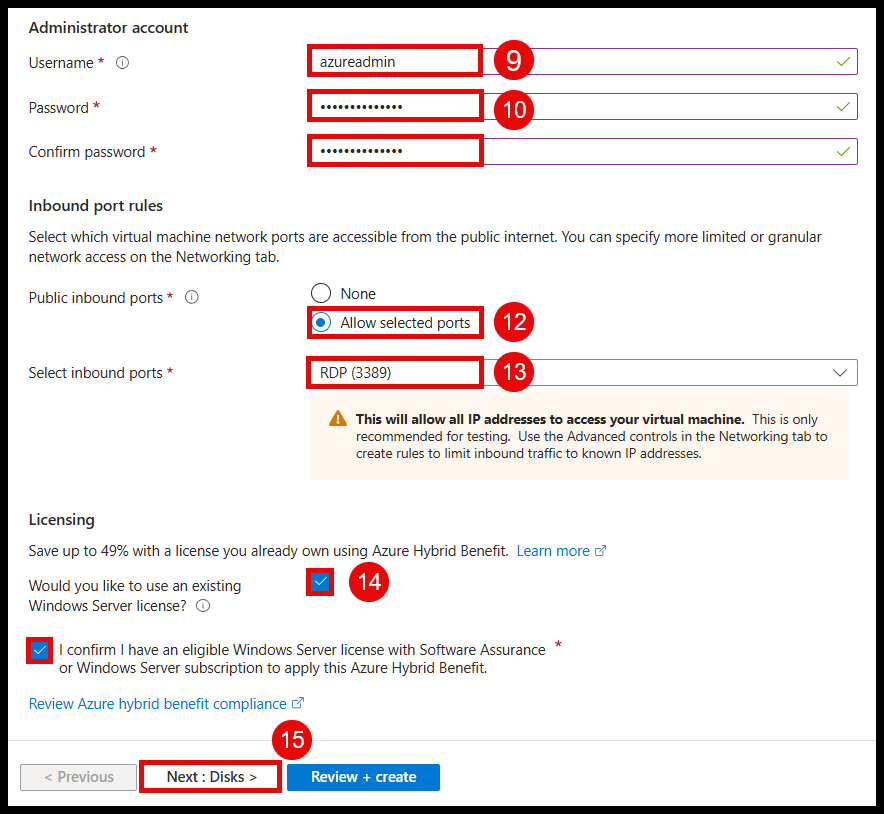 Administrator account
Username * azureadmin 9
Password * •••••••••••••• 10
Confirm password * ••••••••••••••
Inbound port rules
Select which virtual machine network ports are accessible from the public internet. You can specify more limited or granular
network access on the Networking tab.
Public inbound ports * None
Allow selected ports 12
Select inbound ports * RDP (3389) 13
This will allow all IP addresses to access your virtual machine. This is only
recommended for testing. Use the Advanced controls in the Networking tab to
create rules to limit inbound traffic to known IP addresses.
Licensing
Save up to 49% with a license you already own using Azure Hybrid Benefit. Learn more
Would you like to use an existing
Windows Server license? 14
I confirm I have an eligible Windows Server license with Software Assurance *
or Windows Server subscription to apply this Azure Hybrid Benefit.
Review Azure hybrid benefit compliance
15
< Previous Next : Disks > Review + create